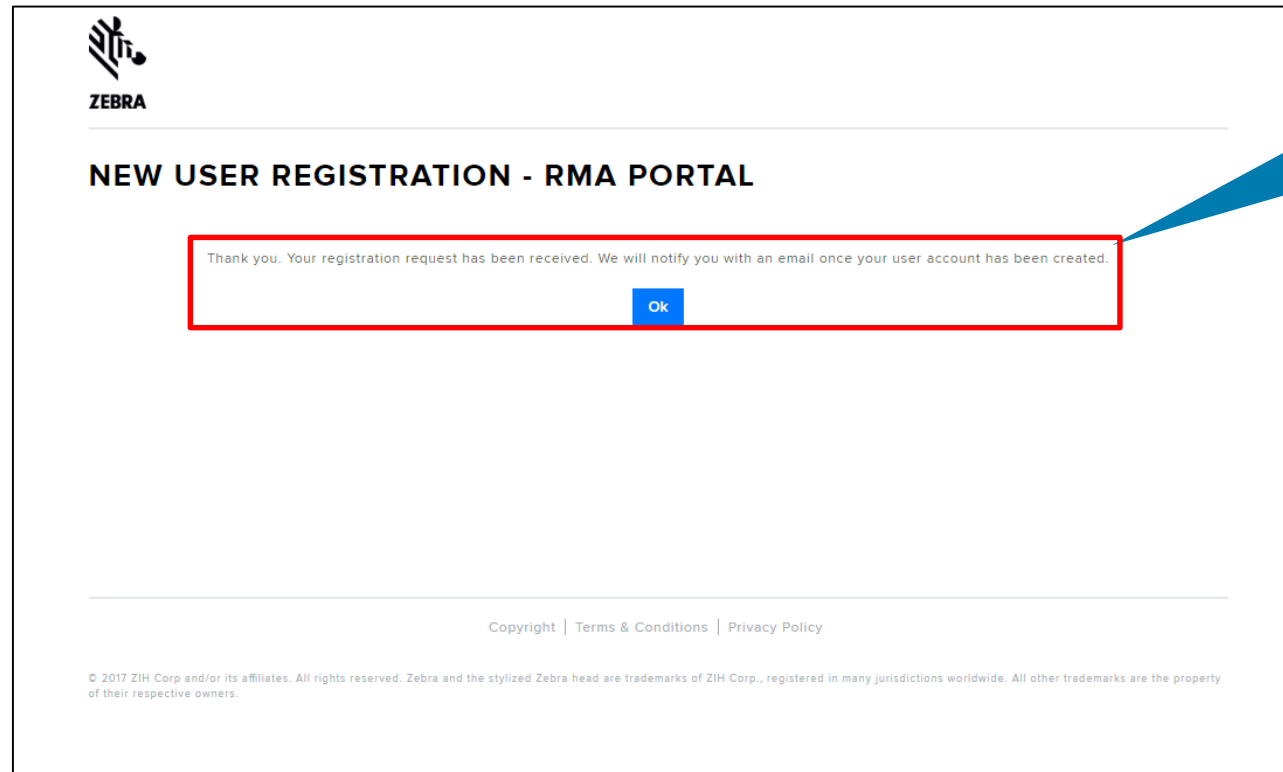 ZEBRA
NEW USER REGISTRATION - RMA PORTAL
Thank you. Your registration request has been received. We will notify you with an email once your user account has been created.
Ok
Copyright | Terms & Conditions | Privacy Policy
© 2017 ZIH Corp and/or its affiliates. All rights reserved. Zebra and the stylized Zebra head are trademarks of ZIH Corp., registered in many jurisdictions worldwide. All other trademarks are the property
of their respective owners.